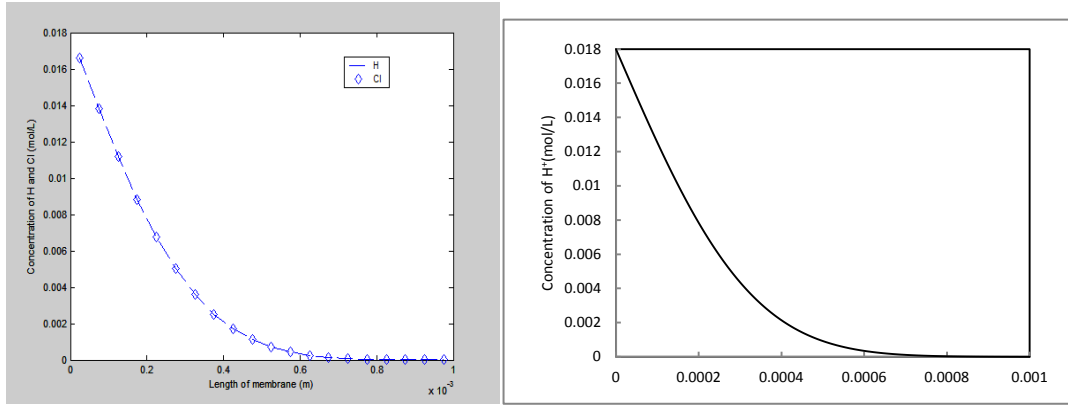 0.018
0.016
0.014
0.012
0.01
0.008
0.006
0.004
0.002
0
Concentration of H and Cl (mol/L)
H
Cl
0 0.2 0.4 0.6 0.8 1
Length of membrane (m)
x 10⁻³
0.018
0.016
0.014
0.012
0.01
0.008
0.006
0.004
0.002
0
Concentration of H⁺(mol/L)
0 0.0002 0.0004 0.0006 0.0008 0.001